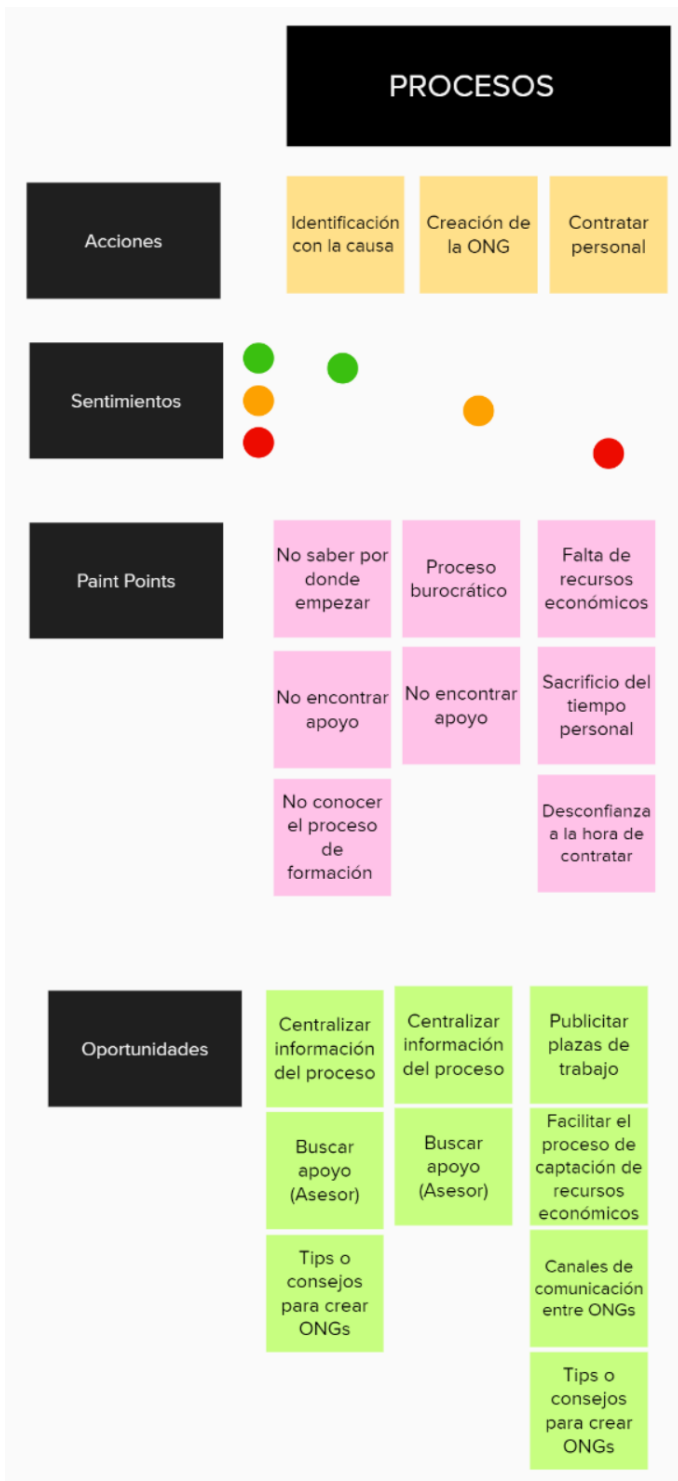 PROCESOS
Acciones
Identificación
con la causa
Creación de
la ONG
Contratar
personal
Sentimientos
Paint Points
No saber por
donde
empezar
Proceso
burocrático
Falta de
recursos
económicos
No encontrar
apoyo
No encontrar
apoyo
Sacrificio del
tiempo
personal
No conocer
el proceso
de
formación
Desconfianza
a la hora de
contratar
Oportunidades
Centralizar
información
del proceso
Centralizar
información
del proceso
Publicitar
plazas de
trabajo
Buscar
apoyo
(Asesor)
Buscar
apoyo
(Asesor)
Facilitar el
proceso de
captación de
recursos
económicos
Tips o
consejos
para crear
ONGs
Canales de
comunicación
entre ONGs
Tips o
consejos
para crear
ONGs